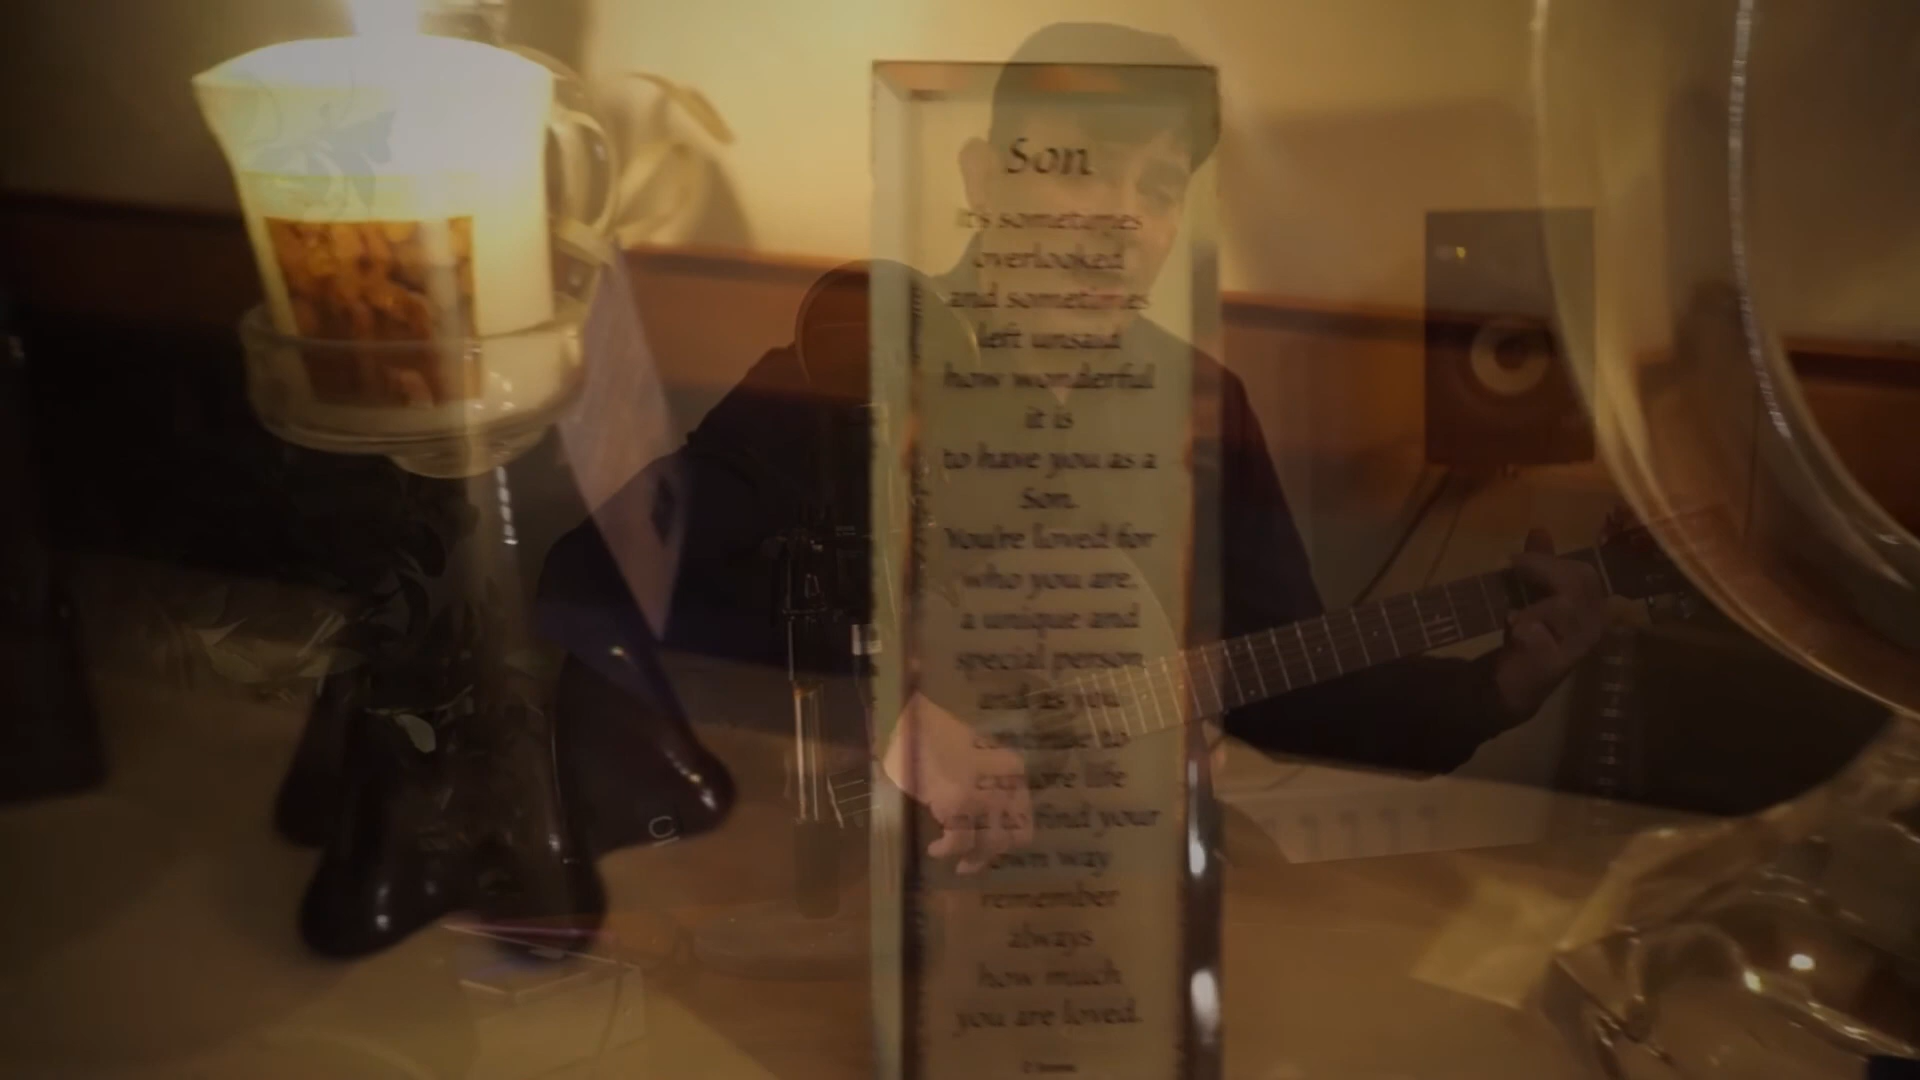 Son
It's sometimes
overlooked
and sometimes
left unsaid
how wonderful
it is
to have you as a
Son.
You're loved for
who you are,
a unique and
special person
and as you
continue to
explore life
and to find your
own way
remember
always
how much
you are loved.